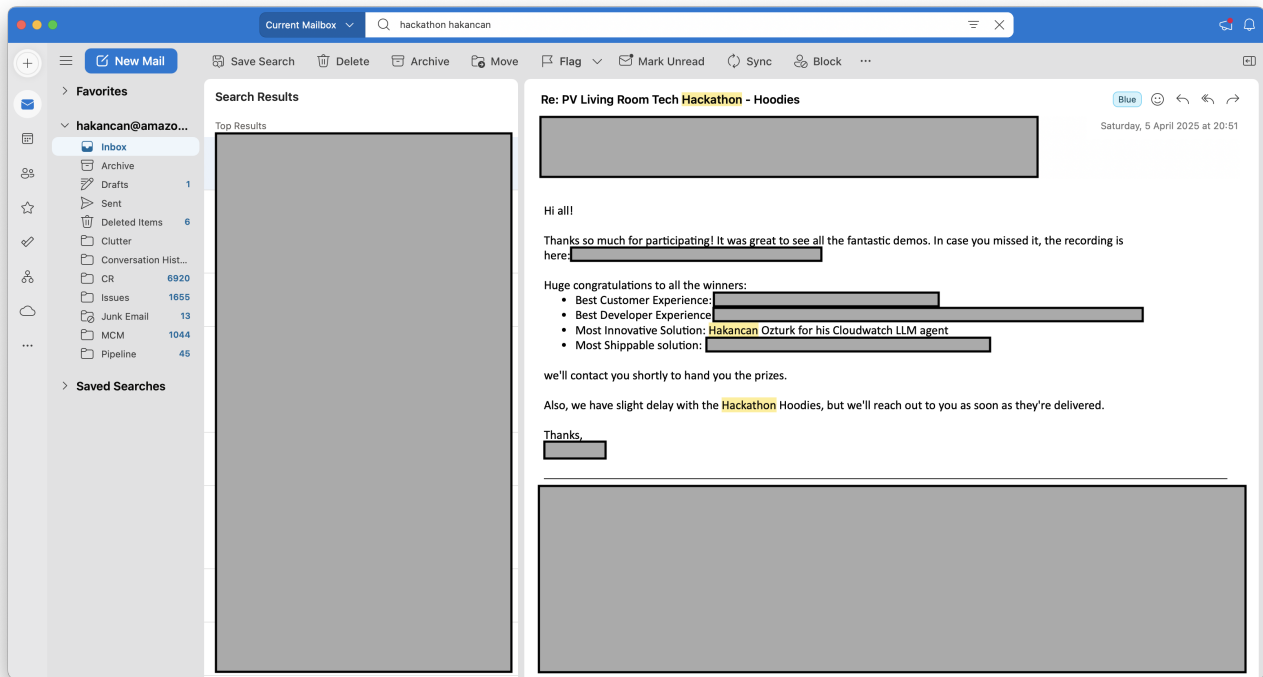 Current Mailbox
hackathon hakancan
New Mail
Save Search
Delete
Archive
Move
Flag
Mark Unread
Sync
Block
Favorites
hakancan@amazo...
Inbox
Archive
Drafts 1
Sent
Deleted Items 6
Clutter
Conversation Hist...
CR 6920
Issues 1655
Junk Email 13
MCM 1044
Pipeline 45
Saved Searches
Search Results
Top Results
Re: PV Living Room Tech Hackathon - Hoodies
Blue
Saturday, 5 April 2025 at 20:51
Hi all!
Thanks so much for participating! It was great to see all the fantastic demos. In case you missed it, the recording is
here:
Huge congratulations to all the winners:
• Best Customer Experience:
• Best Developer Experience
• Most Innovative Solution: Hakancan Ozturk for his Cloudwatch LLM agent
• Most Shippable solution:
we'll contact you shortly to hand you the prizes.
Also, we have slight delay with the Hackathon Hoodies, but we'll reach out to you as soon as they're delivered.
Thanks,